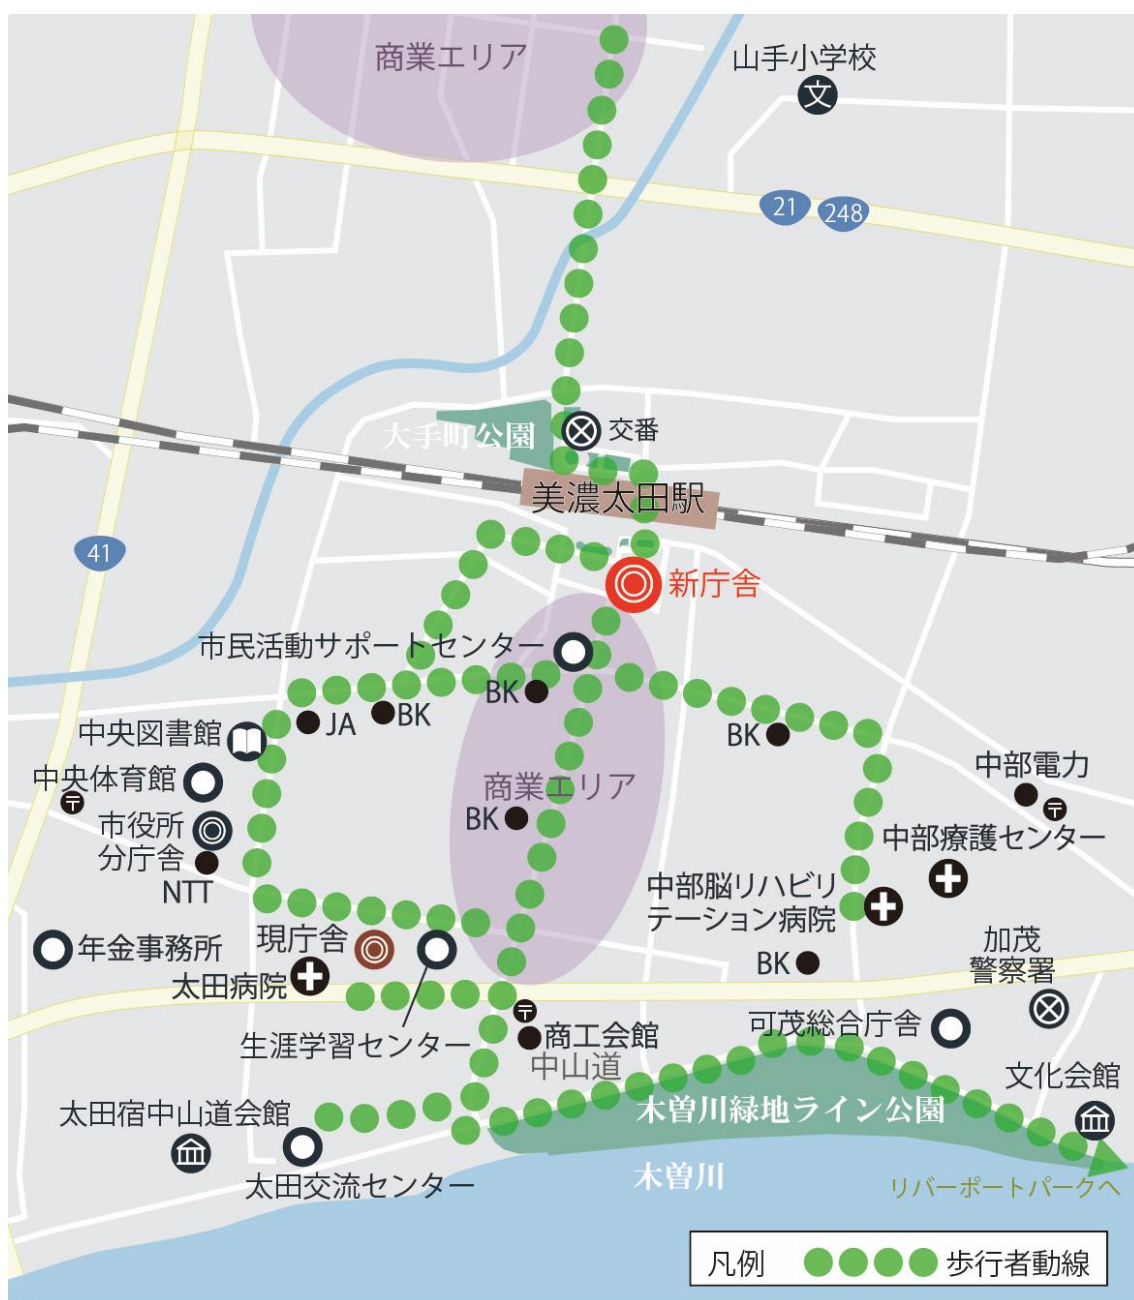 商業エリア
山手小学校
文
21
248
大手町公園
交番
美濃太田駅
41
新庁舎
市民活動サポートセンター
BK
JA
BK
BK
中央図書館
中央体育館
〒
市役所
分庁舎
NTT
商業エリア
BK
中部電力
〒
中部療護センター
中部脳リハビリ
テーション病院
BK
年金事務所
現庁舎
太田病院
加茂
警察署
生涯学習センター
〒
商工会館
中山道
可茂総合庁舎
文化会館
太田宿中山道会館
太田交流センター
木曽川緑地ライン公園
木曽川
リバーポートパークへ
凡例 歩行者動線